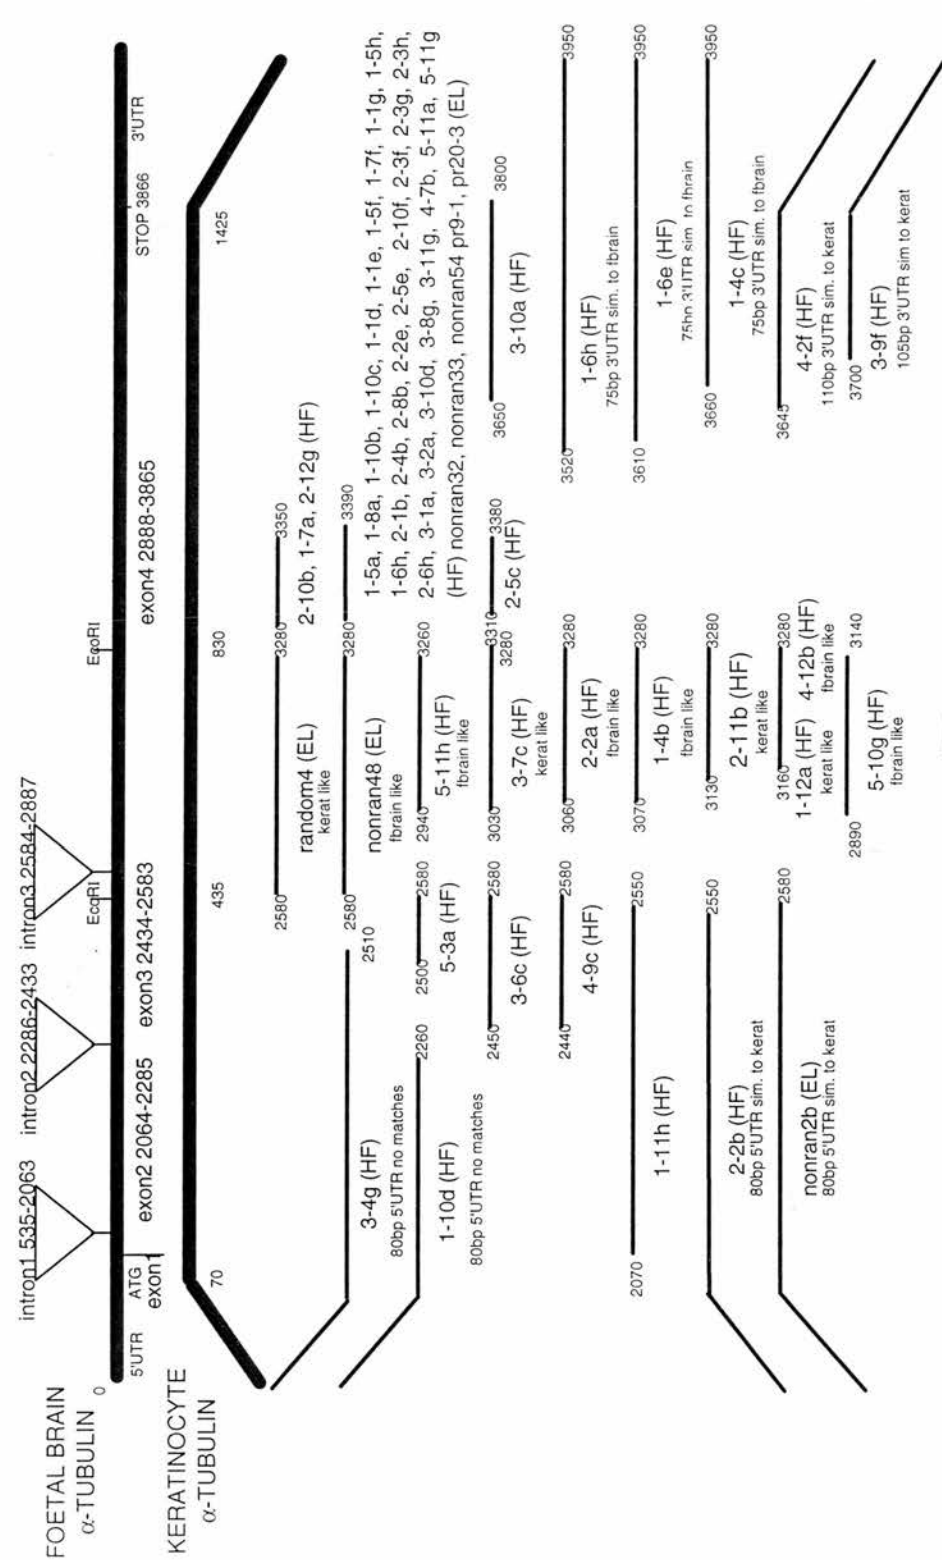 FOETAL BRAIN
α-TUBULIN
0
5'UTR
ATG
exon1
intron1 535-2063
exon2 2064-2285
intron2 2286-2433
exon3 2434-2583
intron3 2584-2887
EcoRI
EcoRI
exon4 2888-3865
STOP 3866
3'UTR
KERATINOCYTE
α-TUBULIN
70
435
830
1425
2580
3280
random4 (EL)
kerat like
3280
3350
2-10b, 1-7a, 2-12g (HF)
2510
3-4g (HF)
80bp 5'UTR no matches
2580
3280
nonran48 (EL)
fbrain like
3280
3390
1-5a, 1-8a, 1-10b, 1-10c, 1-1d, 1-1e, 1-5f, 1-7f, 1-1g, 1-5h,
1-6h, 2-1b, 2-4b, 2-8b, 2-2e, 2-5e, 2-10f, 2-3f, 2-3g, 2-3h,
2-6h, 3-1a, 3-2a, 3-10d, 3-8g, 3-11g, 4-7b, 5-11a, 5-11g
(HF) nonran32, nonran33, nonran54 pr9-1, pr20-3 (EL)
2260
1-10d (HF)
80bp 5'UTR no matches
2500
2580
5-3a (HF)
2940
3260
5-11h (HF)
fbrain like
2450
2580
3-6c (HF)
3030
3280
3-7c (HF)
kerat like
3310
3380
2-5c (HF)
3650
3800
3-10a (HF)
2440
2580
4-9c (HF)
3060
3280
2-2a (HF)
fbrain like
3520
3950
1-6h (HF)
75bp 3'UTR sim. to fbrain
2070
2550
1-11h (HF)
3070
3280
1-4b (HF)
fbrain like
3610
3950
1-6e (HF)
75bp 3'UTR sim. to fbrain
2550
2-2b (HF)
80bp 5'UTR sim. to kerat
3130
3280
2-11b (HF)
kerat like
3660
3950
1-4c (HF)
75bp 3'UTR sim. to fbrain
2580
nonran2b (EL)
80bp 5'UTR sim. to kerat
3160
3280
1-12a (HF) 4-12b (HF)
kerat like fbrain like
3645
4-2f (HF)
110bp 3'UTR sim. to kerat
2890
3140
5-10g (HF)
fbrain like
3700
3-9f (HF)
105bp 3'UTR sim to kerat